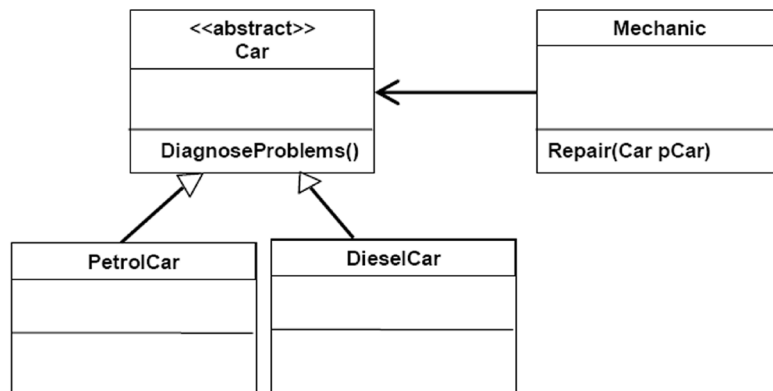 <<abstract>>
Car
DiagnoseProblems()
Mechanic
Repair(Car pCar)
PetrolCar
DieselCar